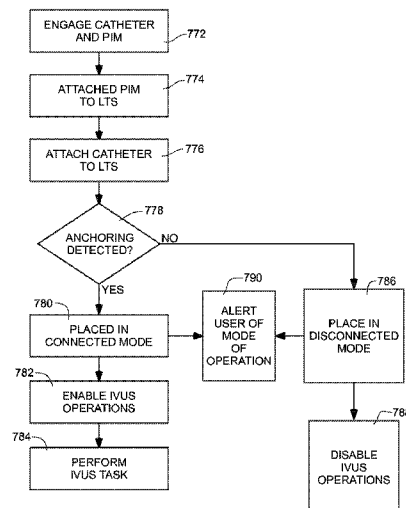 ENGAGE CATHETER
AND PIM
772
ATTACHED PIM
TO LTS
774
ATTACH CATHETER
TO LTS
776
778
ANCHORING
DETECTED?
NO
YES
780
PLACED IN
CONNECTED MODE
790
ALERT
USER OF
MODE
OF
OPERATION
786
PLACE IN
DISCONNECTED
MODE
782
ENABLE IVUS
OPERATIONS
784
PERFORM
IVUS TASK
DISABLE
IVUS
OPERATIONS